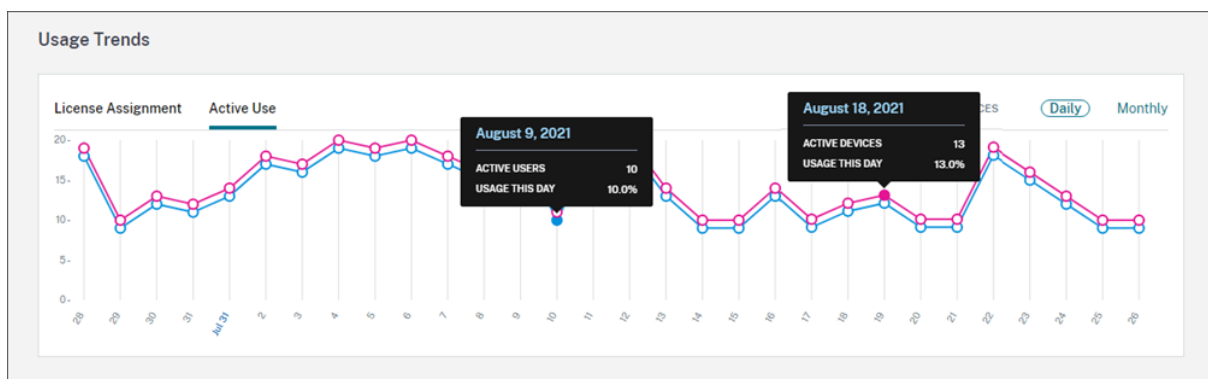 Usage Trends
License Assignment Active Use Daily Monthly
August 9, 2021
ACTIVE USERS 10
USAGE THIS DAY 10.0%
August 18, 2021
ACTIVE DEVICES 13
USAGE THIS DAY 13.0%
20
15
10
5
0
28 29 30 31 Jul 31 2 3 4 5 6 7 8 9 10 11 12 13 14 15 16 17 18 19 20 21 22 23 24 25 26